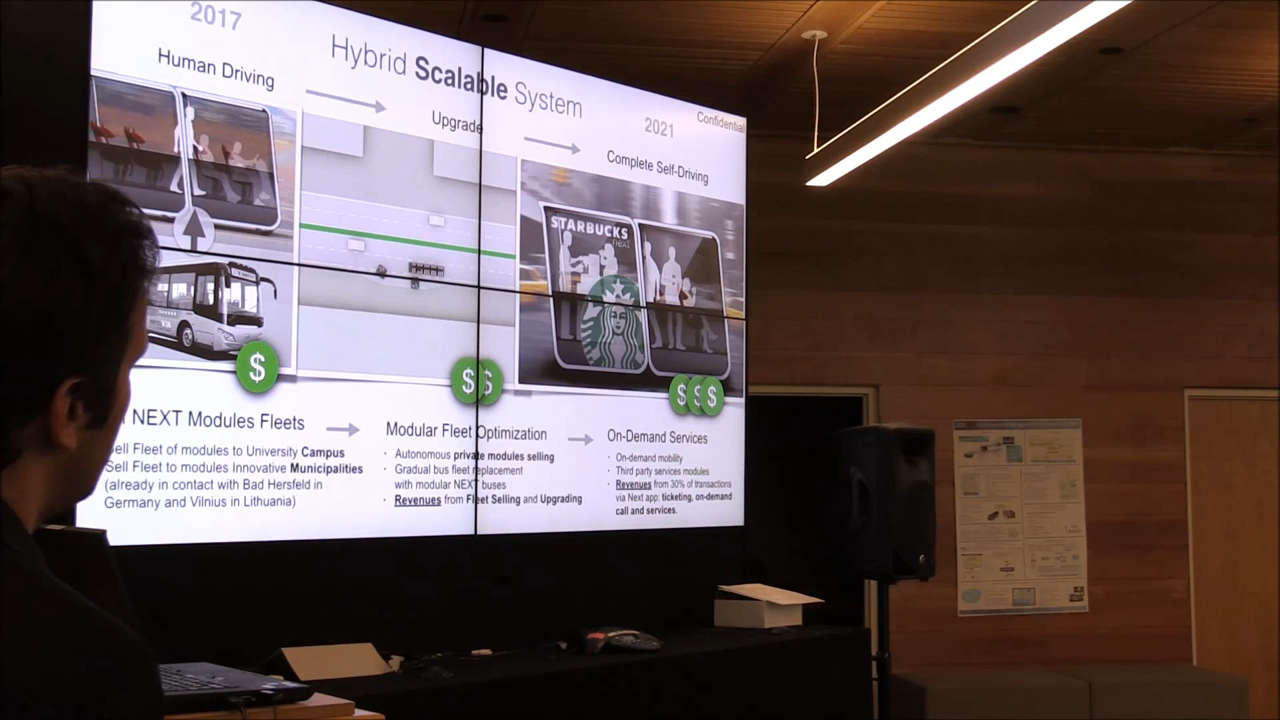 2017
Hybrid Scalable System
Human Driving
Upgrade
2021
Confidential
Complete Self-Driving
STARBUCKS
next
$
$ $
$ $ $
NEXT Modules Fleets
Sell Fleet of modules to University Campus
Sell Fleet to modules Innovative Municipalities
(already in contact with Bad Hersfeld in
Germany and Vilnius in Lithuania)
Modular Fleet Optimization
· Autonomous private modules selling
· Gradual bus fleet replacement
with modular NEXT buses
· Revenues from Fleet Selling and Upgrading
On-Demand Services
· On-demand mobility
· Third party services modules
· Revenues from 30% of transactions
via Next app: ticketing, on-demand
call and services.